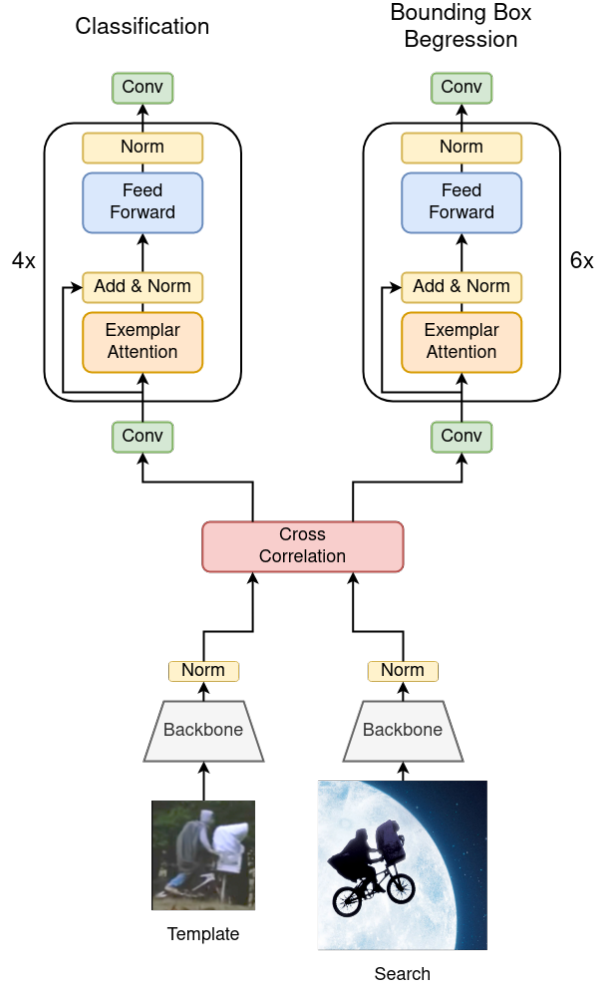 Classification
Bounding Box
Begression
Conv
Conv
Norm
Norm
Feed
Forward
Feed
Forward
4x
6x
Add & Norm
Add & Norm
Exemplar
Attention
Exemplar
Attention
Conv
Conv
Cross
Correlation
Norm
Norm
Backbone
Backbone
Template
Search